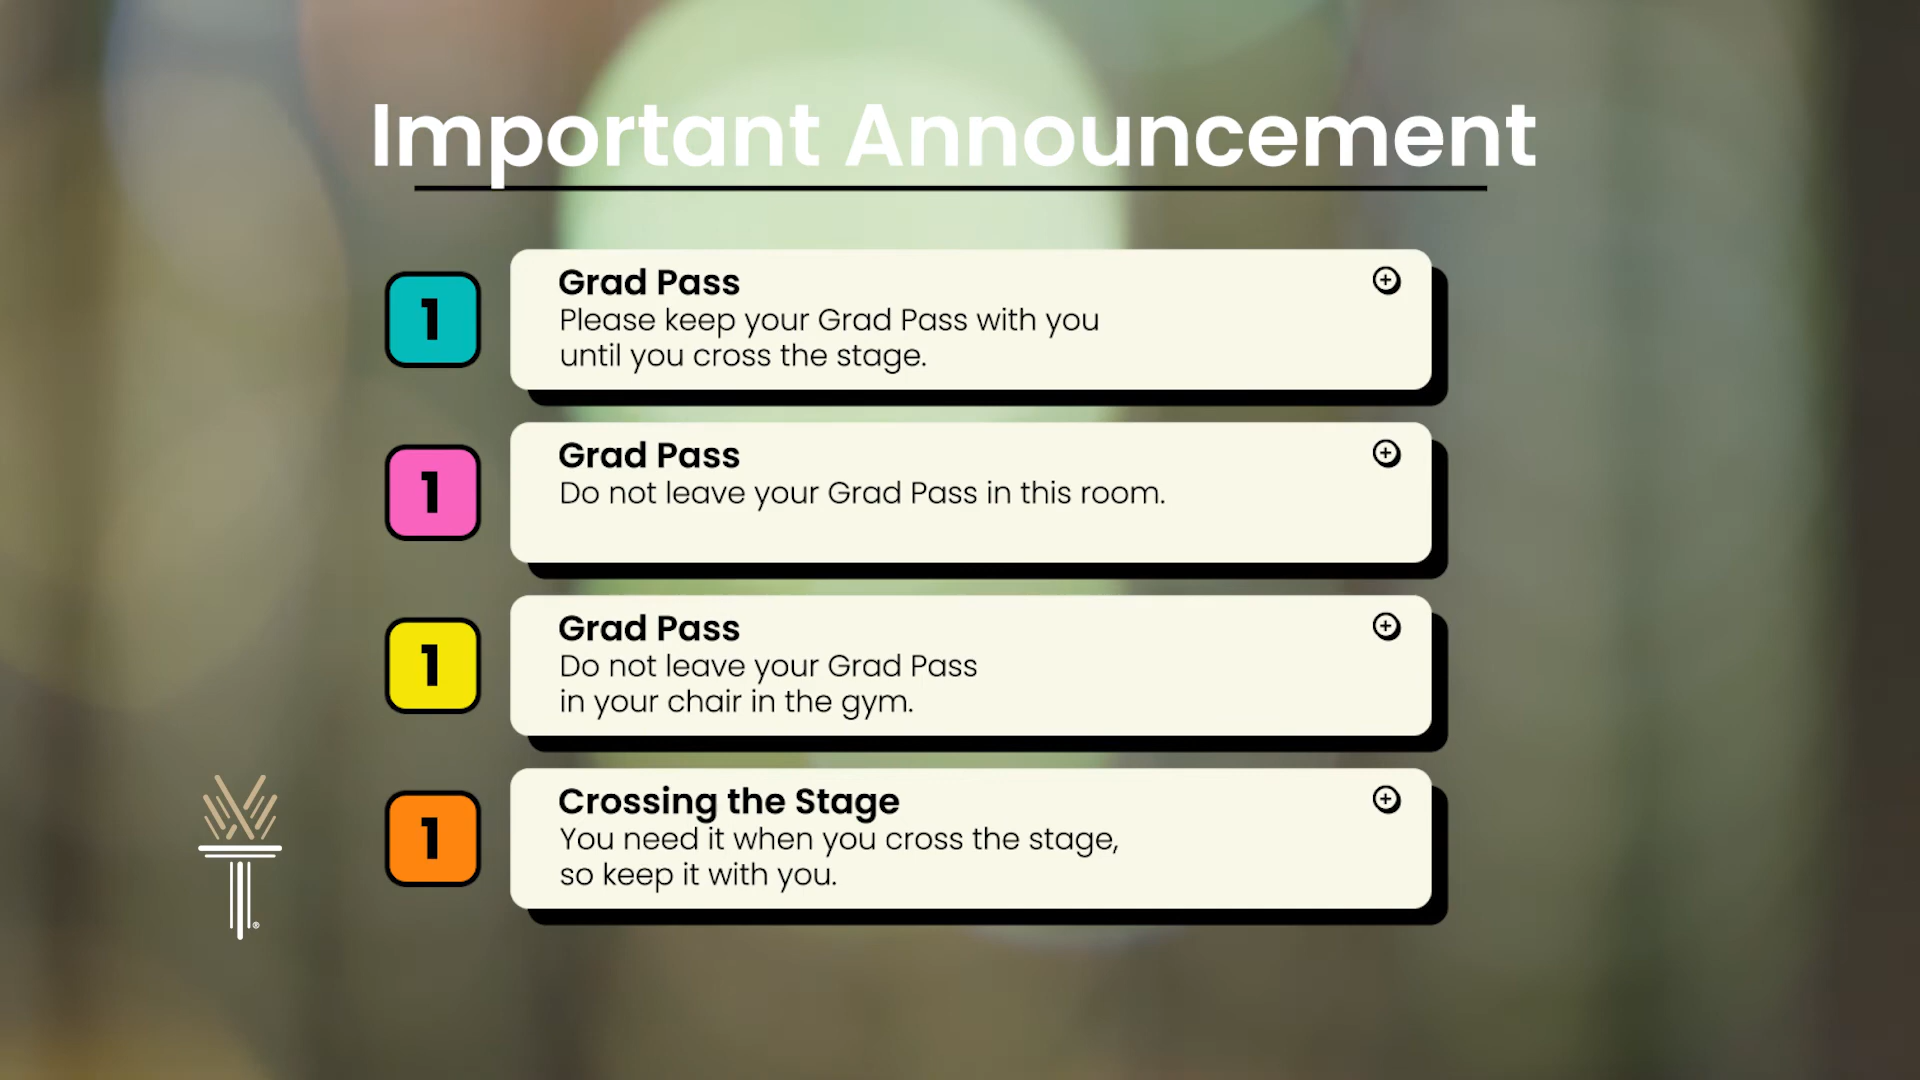 Important Announcement
1
Grad Pass
Please keep your Grad Pass with you
until you cross the stage.
1
Grad Pass
Do not leave your Grad Pass in this room.
1
Grad Pass
Do not leave your Grad Pass
in your chair in the gym.
1
Crossing the Stage
You need it when you cross the stage,
so keep it with you.
®